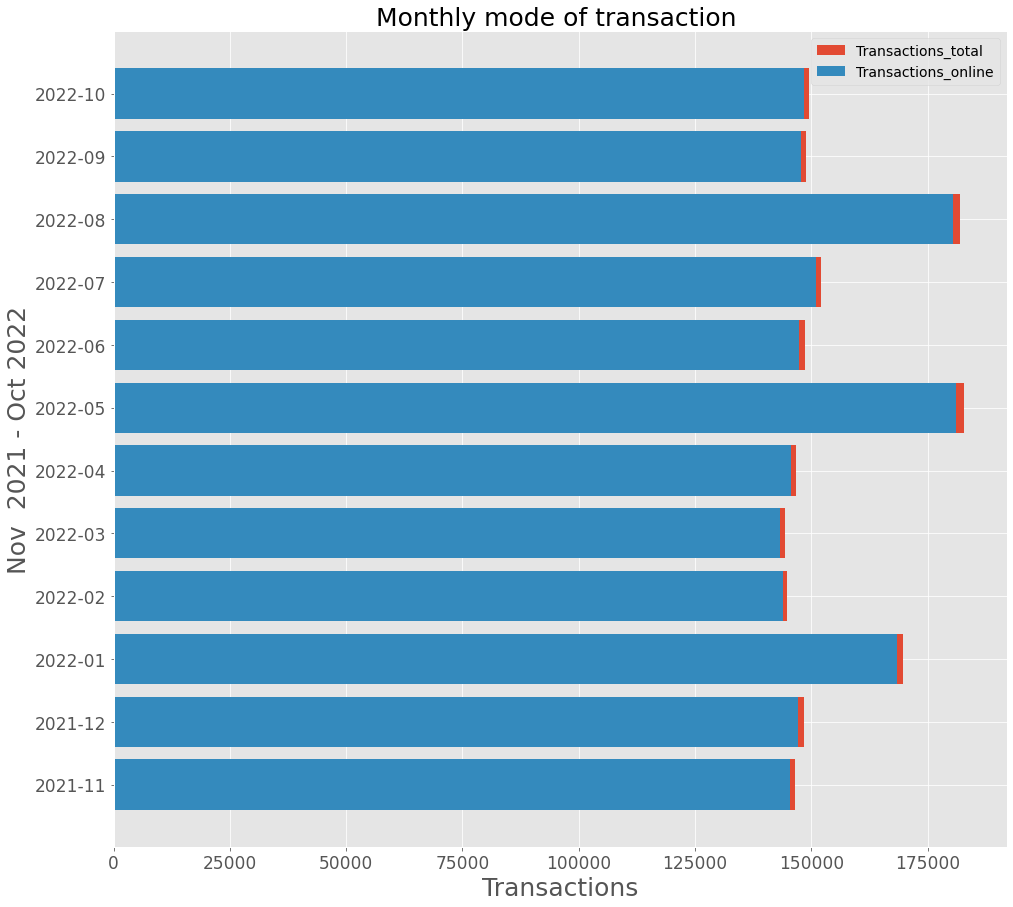 Monthly mode of transaction
Transactions_total
Transactions_online
2022-10
2022-09
2022-08
2022-07
2022-06
2022-05
2022-04
2022-03
2022-02
2022-01
2021-12
2021-11
Nov  2021 - Oct 2022
0 25000 50000 75000 100000 125000 150000 175000
Transactions